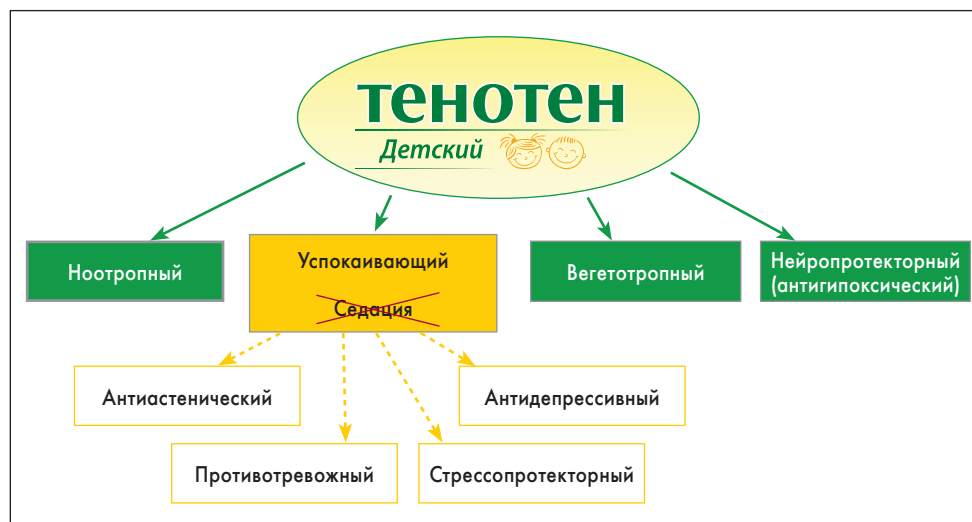 тенотен
Детский
Ноотропный
Успокаивающий
Седация
Вегетотропный
Нейропротекторный
(антигипоксический)
Антиастенический
Антидепрессивный
Противотревожный
Стрессопротекторный